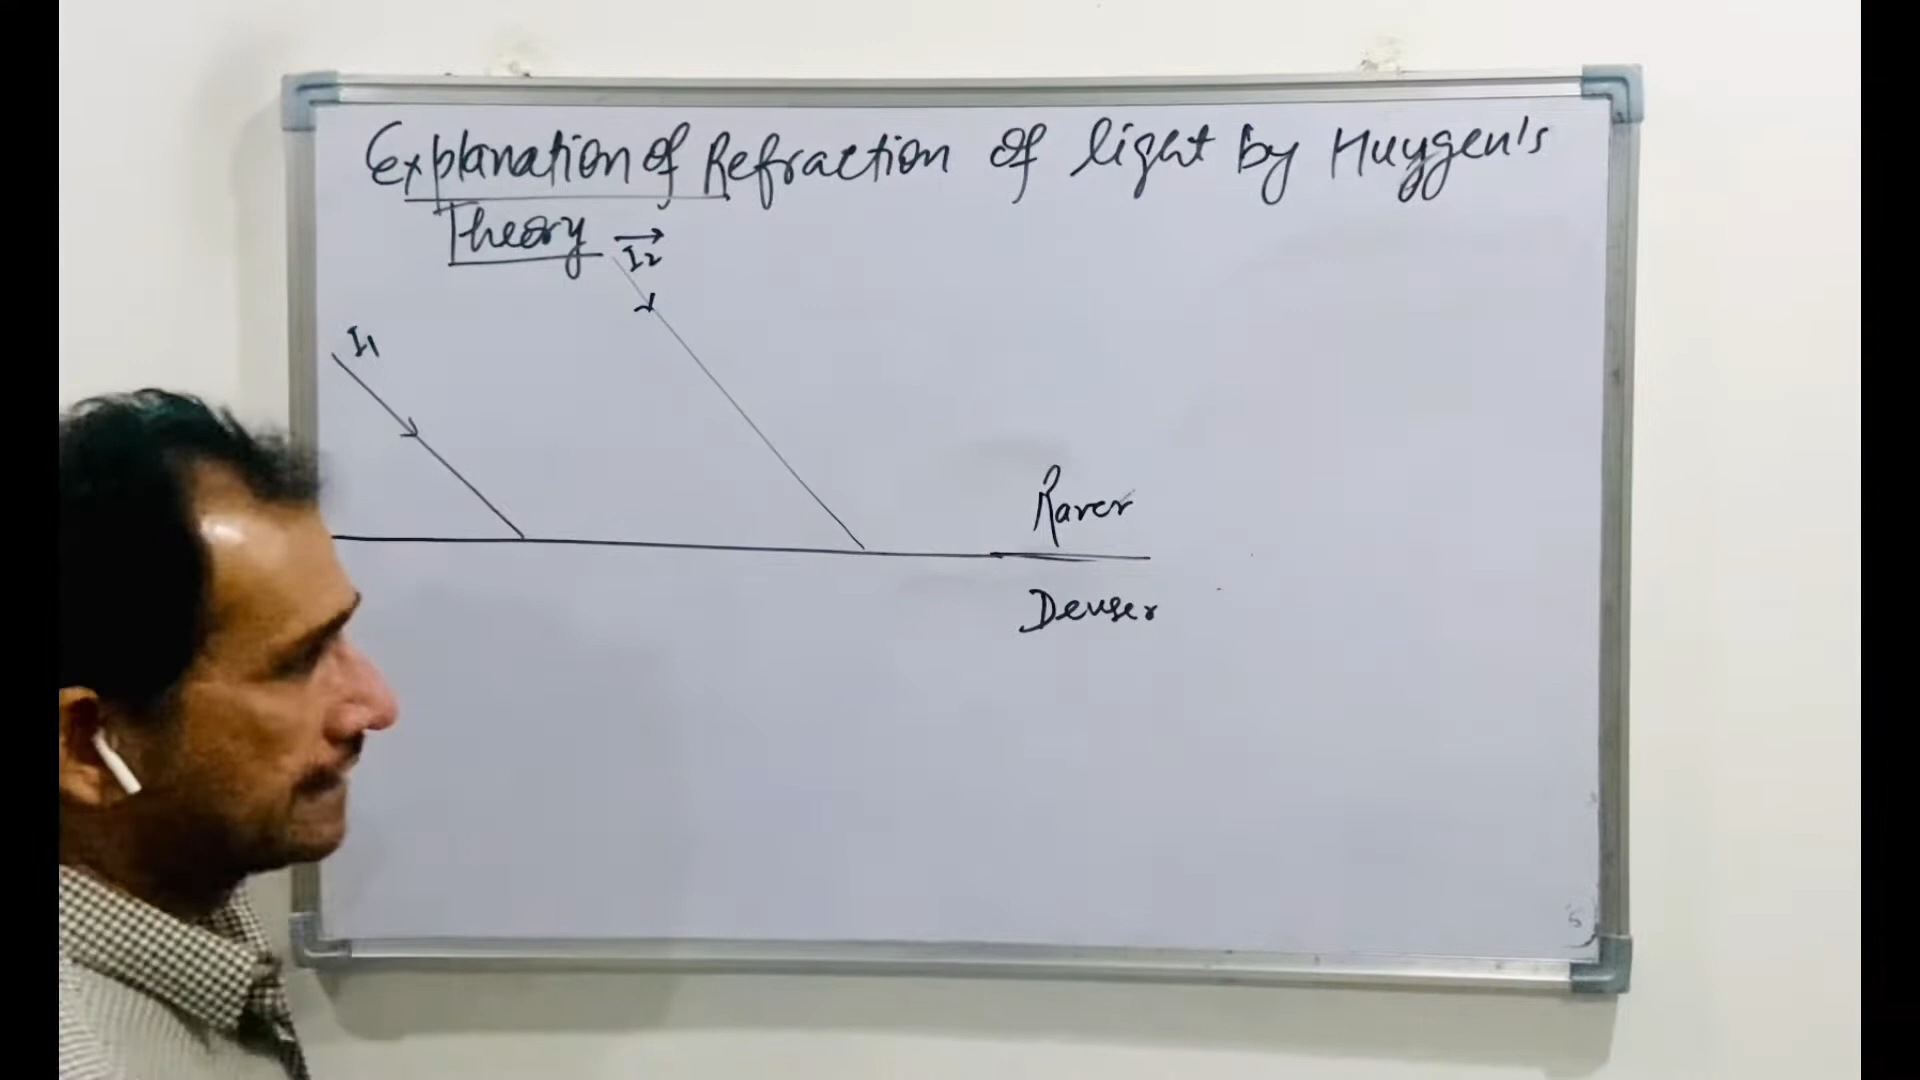 Explanation of Refraction of light by Huygen's
Theory →
I2
I1
Rarer
Denser